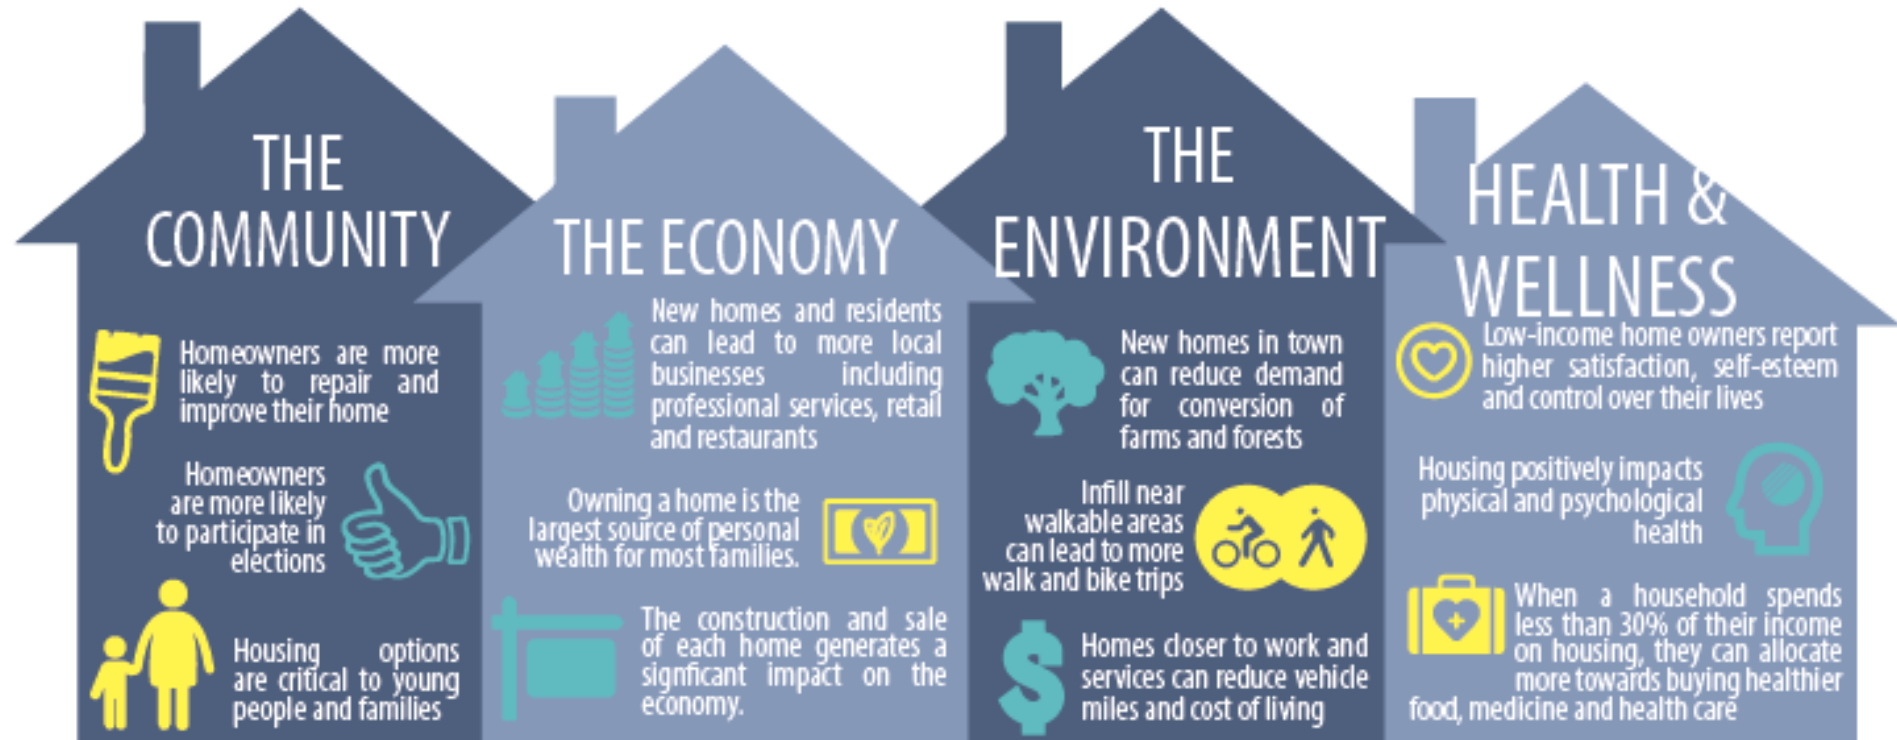 THE
COMMUNITY
Homeowners are more
likely to repair and
improve their home
Homeowners
are more likely
to participate in
elections
Housing options
are critical to young
people and families
THE ECONOMY
New homes and residents
can lead to more local
businesses including
professional services, retail
and restaurants
Owning a home is the
largest source of personal
wealth for most families.
The construction and sale
of each home generates a
signficant impact on the
economy.
THE
ENVIRONMENT
New homes in town
can reduce demand
for conversion of
farms and forests
Infill near
walkable areas
can lead to more
walk and bike trips
$
Homes closer to work and
services can reduce vehicle
miles and cost of living
HEALTH &
WELLNESS
Low-income home owners report
higher satisfaction, self-esteem
and control over their lives
Housing positively impacts
physical and psychological
health
When a household spends
less than 30% of their income
on housing, they can allocate
more towards buying healthier
food, medicine and health care